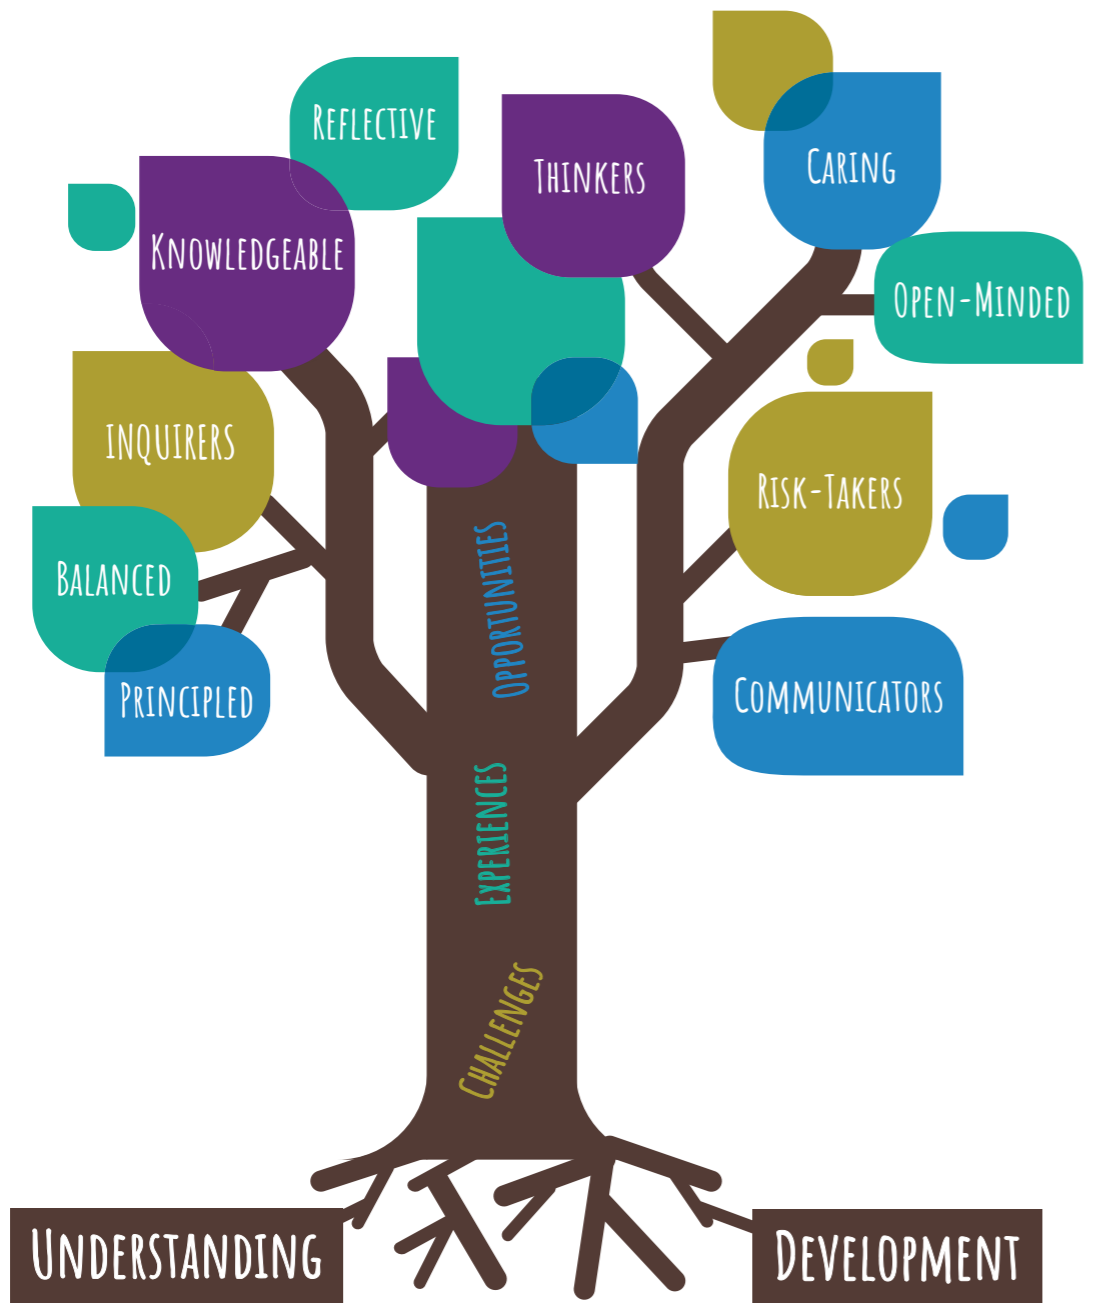 Reflective
Thinkers
Caring
Knowledgeable
Open-Minded
INQUIRERS
Risk-Takers
Balanced
Principled
Communicators
Opportunities
Experiences
Challenges
Understanding
Development